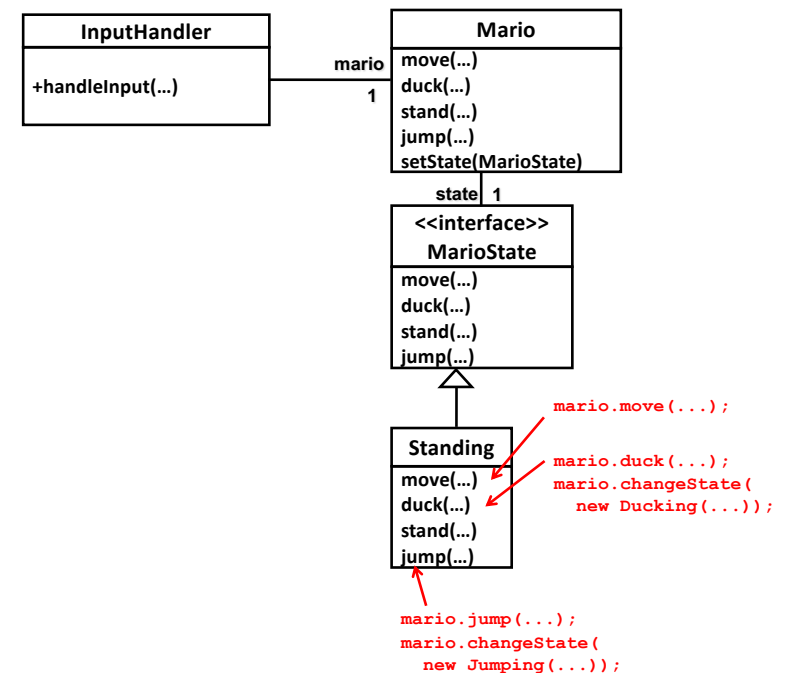 InputHandler
+handleInput(…)
mario
1
Mario
move(…)
duck(…)
stand(…)
jump(…)
setState(MarioState)
state 1
<<interface>>
MarioState
move(…)
duck(…)
stand(…)
jump(…)
Standing
move(…)
duck(…)
stand(…)
jump(…)
mario.move(...);
mario.duck(...);
mario.changeState(
new Ducking(...));
mario.jump(...);
mario.changeState(
new Jumping(...));